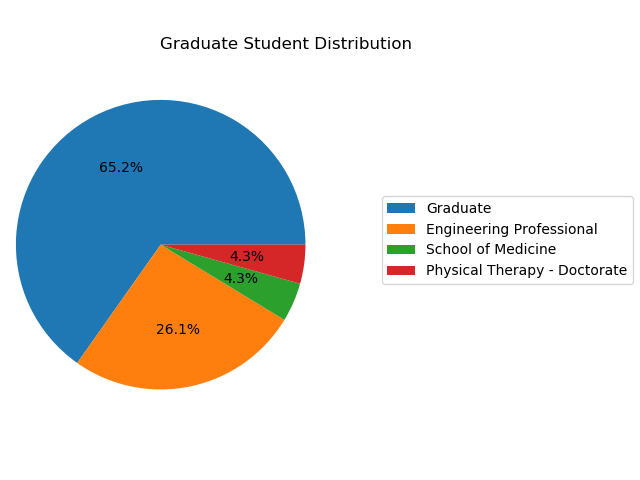 Graduate Student Distribution
65.2%
26.1%
4.3%
4.3%
Graduate
Engineering Professional
School of Medicine
Physical Therapy - Doctorate